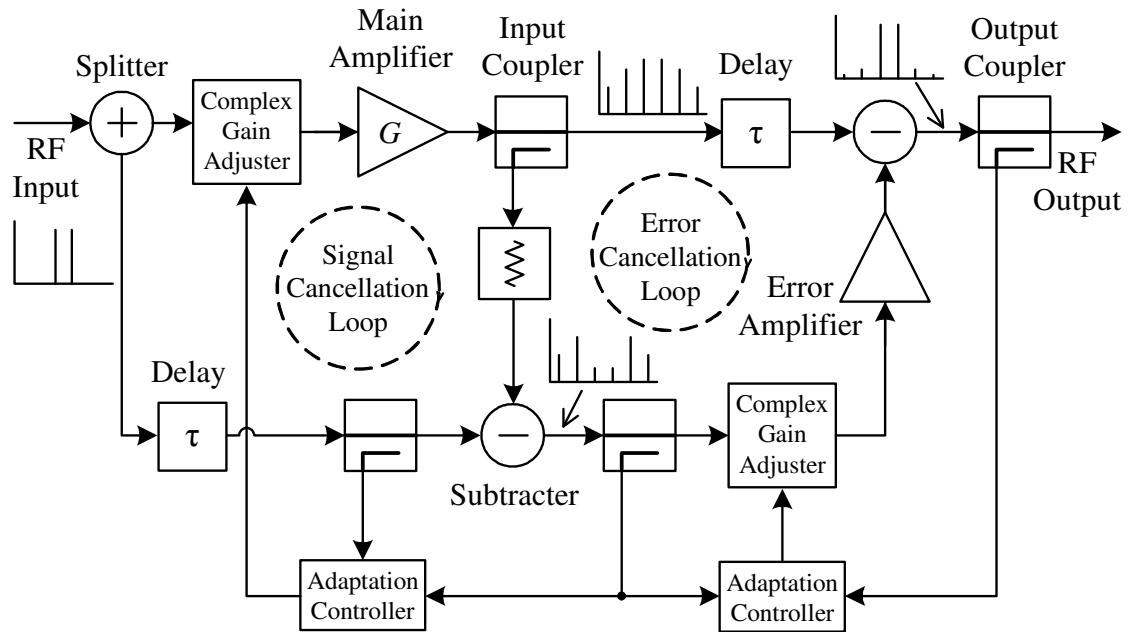 Splitter
RF
Input
Complex
Gain
Adjuster
Main
Amplifier
G
Input
Coupler
Delay
τ
Output
Coupler
RF
Output
Signal
Cancellation
Loop
Error
Cancellation
Loop
Error
Amplifier
Delay
τ
Subtracter
Complex
Gain
Adjuster
Adaptation
Controller
Adaptation
Controller